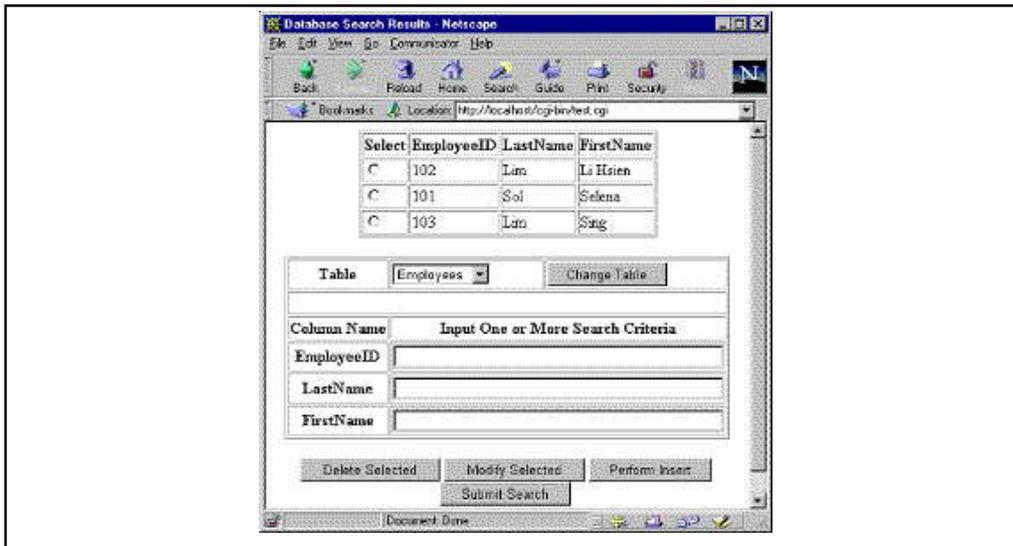 Database Search Results - Netscape
File Edit View Go Communicator Help
Back Reload Home Search Guide Print Security
N
Bookmarks Location: http://localhost/cgi-bin/test.cgi
Select EmployeeID LastName FirstName
102 Lim Li Hsien
101 Sol Selena
103 Lim Sing
Table Employees Change Table
Column Name Input One or More Search Criteria
EmployeeID
LastName
FirstName
Delete Selected Modify Selected Perform Insert
Submit Search
Document: Done